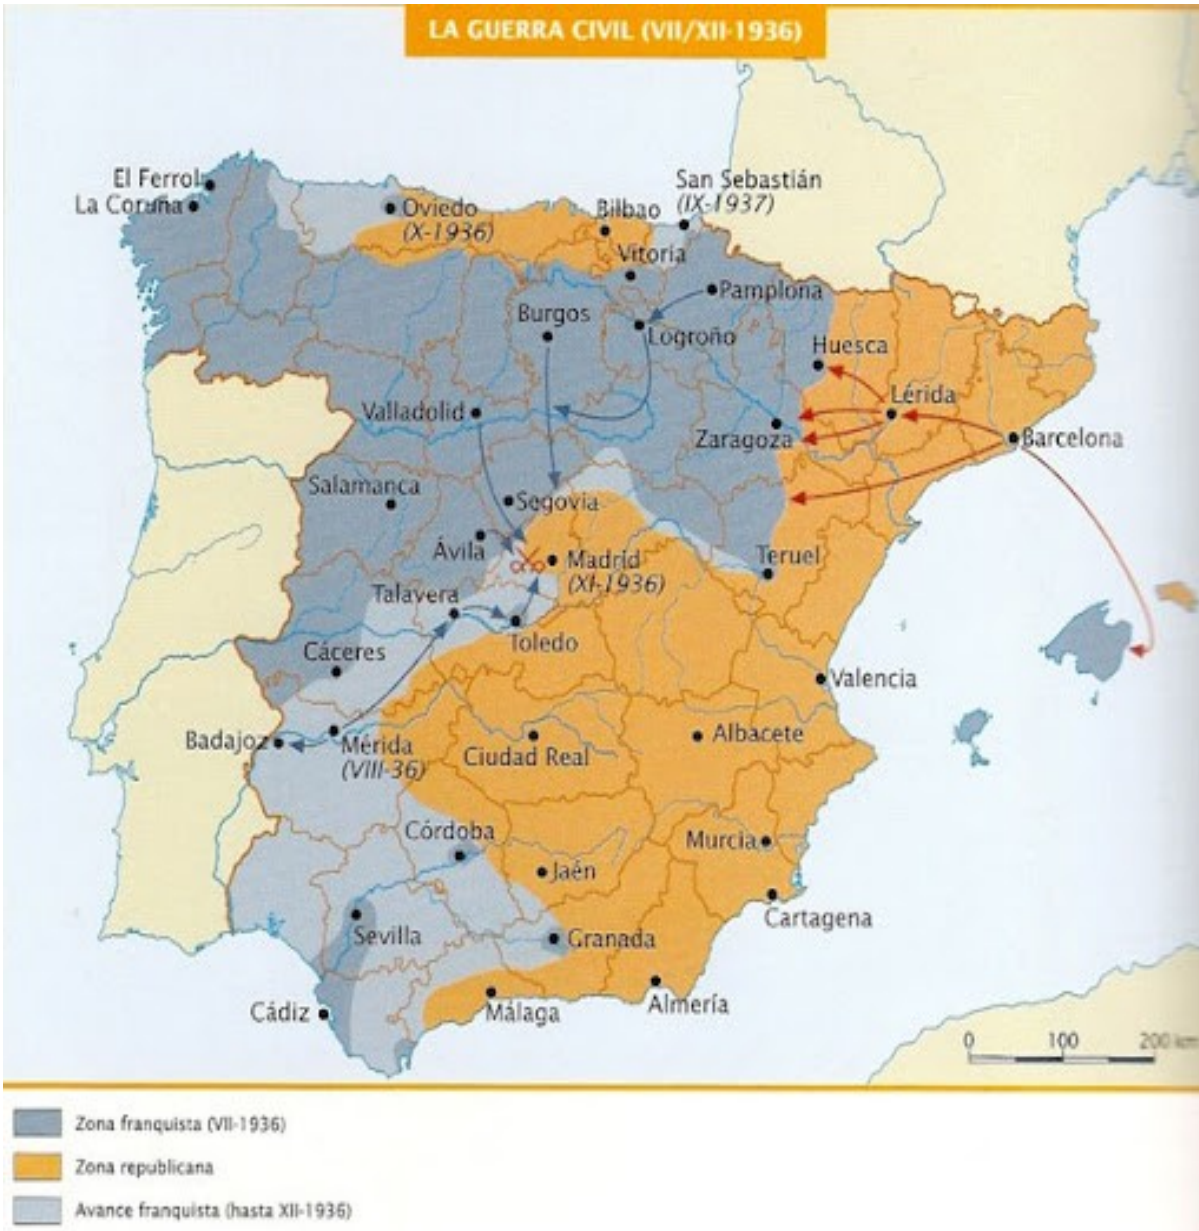 LA GUERRA CIVIL (VII/XII-1936)
El Ferrol
La Coruña
Oviedo
(X-1936)
Bilbao
San Sebastián
(IX-1937)
Vitoria
Pamplona
Burgos
Logroño
Huesca
Lérida
Valladolid
Zaragoza
Barcelona
Salamanca
Segovia
Ávila
Madrid
(XI-1936)
Teruel
Talavera
Toledo
Cáceres
Valencia
Badajoz
Mérida
(VIII-36)
Ciudad Real
Albacete
Córdoba
Murcia
Jaén
Cartagena
Sevilla
Granada
Cádiz
Málaga
Almería
0 100 200 km
Zona franquista (VII-1936)
Zona republicana
Avance franquista (hasta XII-1936)